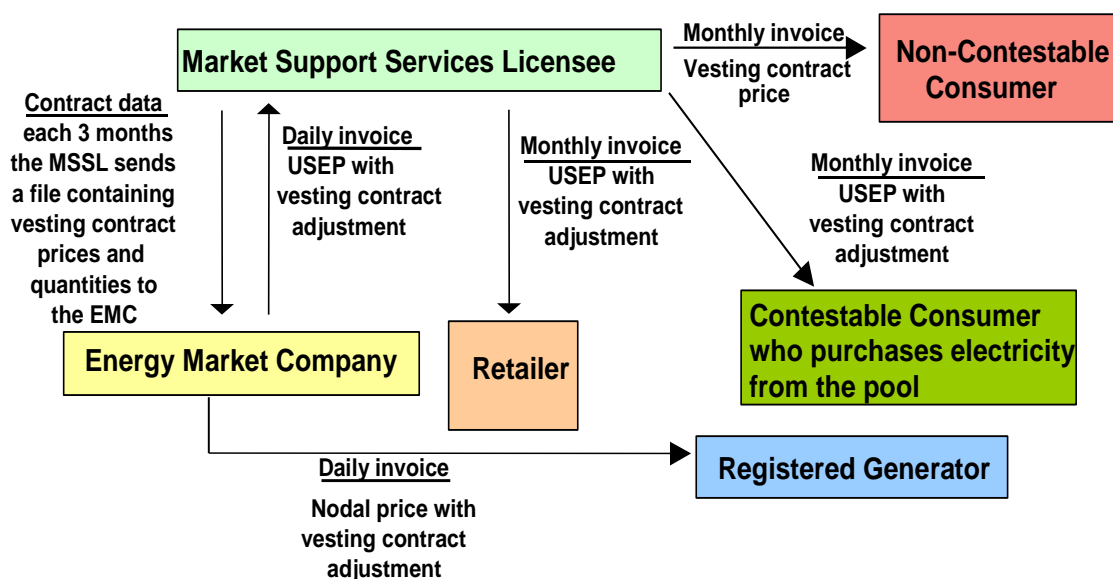 Market Support Services Licensee
Monthly invoice
Vesting contract
price
Non-Contestable
Consumer
Contract data
each 3 months
the MSSL sends
a file containing
vesting contract
prices and
quantities to
the EMC
Daily invoice
USEP with
vesting contract
adjustment
Monthly invoice
USEP with
vesting contract
adjustment
Monthly invoice
USEP with
vesting contract
adjustment
Energy Market Company
Retailer
Contestable Consumer
who purchases electricity
from the pool
Registered Generator
Daily invoice
Nodal price with
vesting contract
adjustment